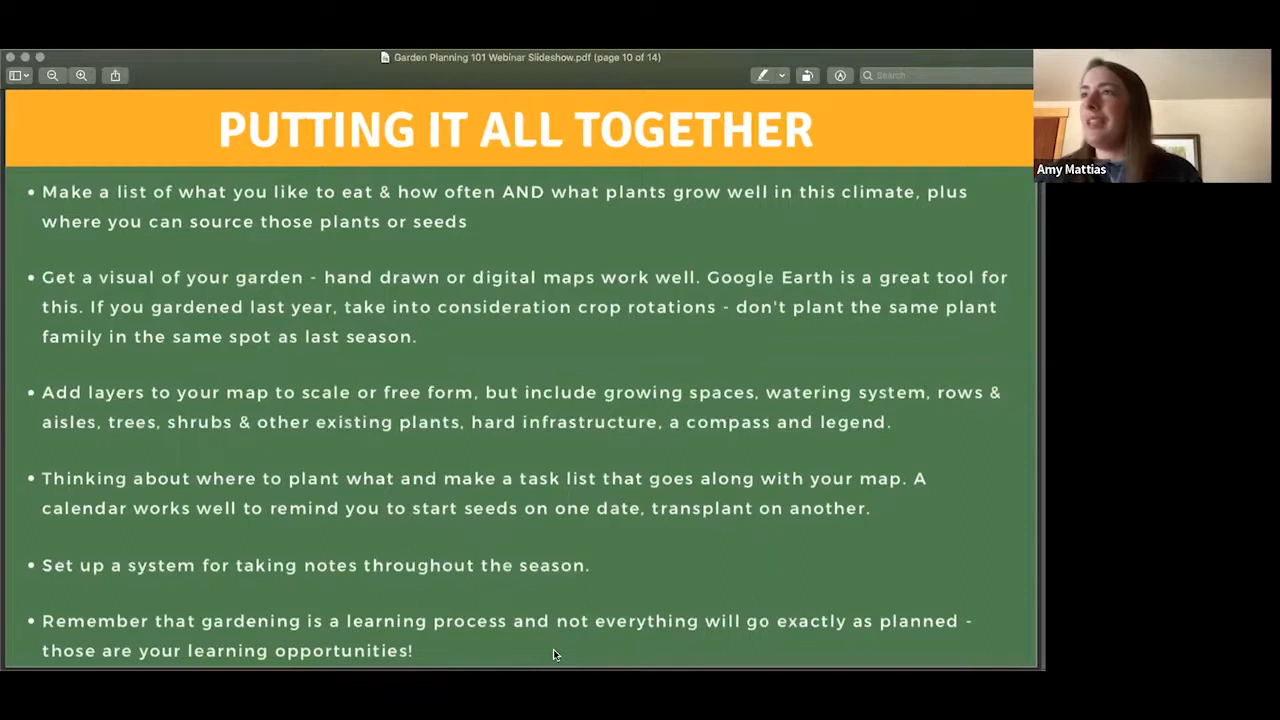 Garden Planning 101 Webinar Slideshow.pdf (page 10 of 14)
Search
PUTTING IT ALL TOGETHER
Amy Mattias
• Make a list of what you like to eat & how often AND what plants grow well in this climate, plus
where you can source those plants or seeds
• Get a visual of your garden - hand drawn or digital maps work well. Google Earth is a great tool for
this. If you gardened last year, take into consideration crop rotations - don't plant the same plant
family in the same spot as last season.
• Add layers to your map to scale or free form, but include growing spaces, watering system, rows &
aisles, trees, shrubs & other existing plants, hard infrastructure, a compass and legend.
• Thinking about where to plant what and make a task list that goes along with your map. A
calendar works well to remind you to start seeds on one date, transplant on another.
• Set up a system for taking notes throughout the season.
• Remember that gardening is a learning process and not everything will go exactly as planned -
those are your learning opportunities!